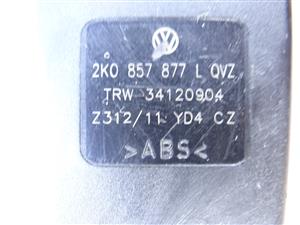 2K0 857 877 L QVZ
TRW-34120904
Z312/11 YD4 CZ
>ABS<